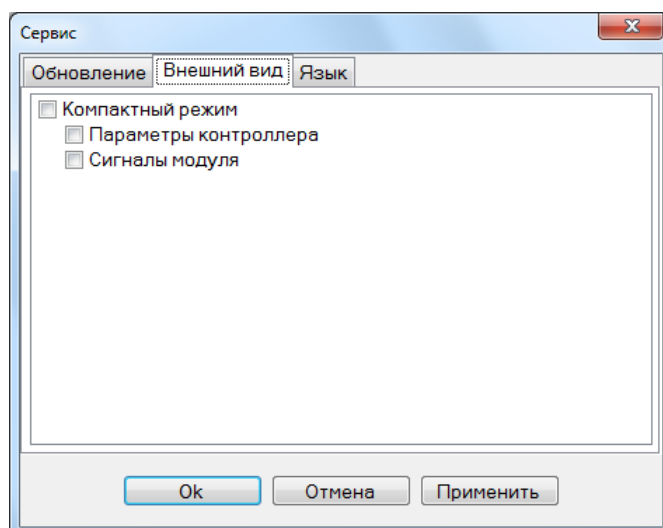 Сервис
Обновление Внешний вид Язык
Компактный режим
Параметры контроллера
Сигналы модуля
Ok Отмена Применить